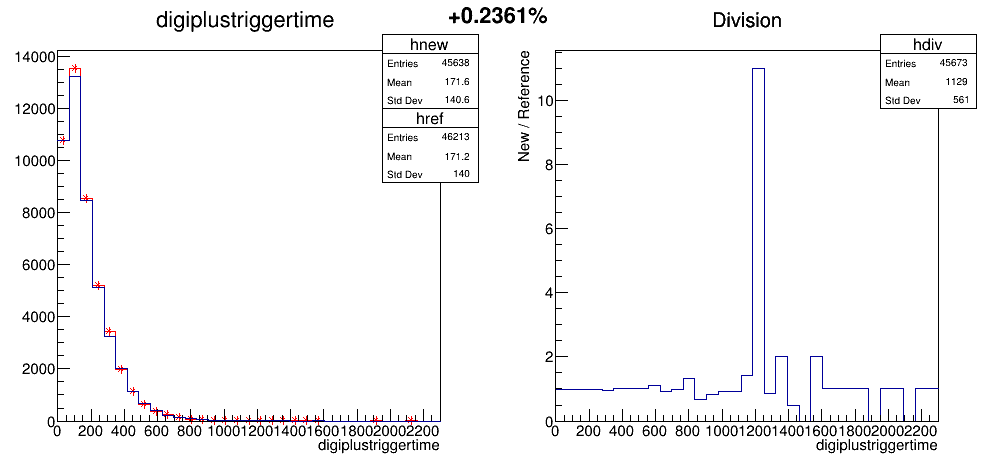 digiplustriggertime
+0.2361%
Division
hnew
Entries 45638
Mean 171.6
Std Dev 140.6
href
Entries 46213
Mean 171.2
Std Dev 140
14000
12000
10000
8000
6000
4000
2000
0
0 200 400 600 800 1000 1200 1400 1600 1800 2000 2200
digiplustriggertime
hdiv
Entries 45673
Mean 1129
Std Dev 561
New / Reference
10
8
6
4
2
0
0 200 400 600 800 1000 1200 1400 1600 1800 2000 2200
digiplustriggertime